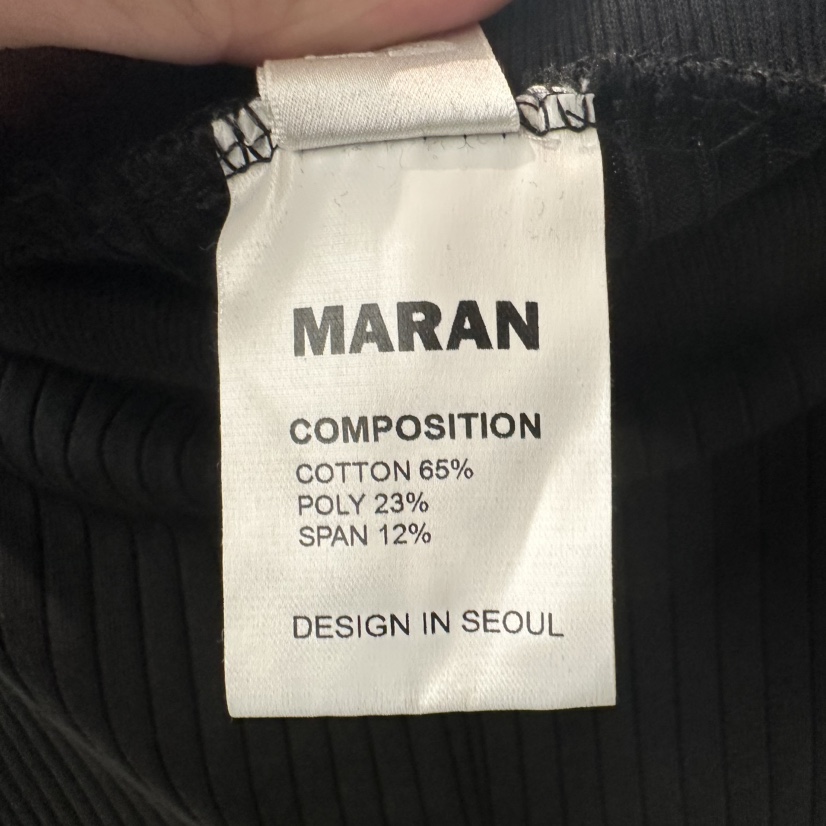 MARAN
COMPOSITION
COTTON 65%
POLY 23%
SPAN 12%
DESIGN IN SEOUL